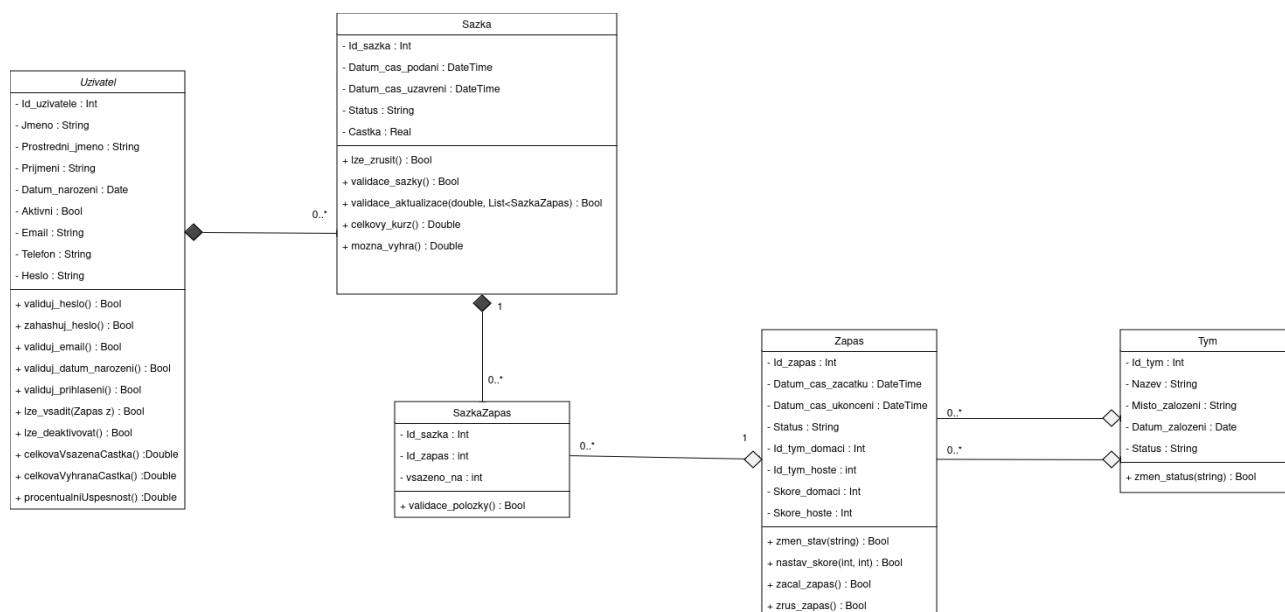 Sazka
- Id_sazka : Int
- Datum_cas_podani : DateTime
- Datum_cas_uzavreni : DateTime
- Status : String
- Castka : Real
+ lze_zrusit() : Bool
+ validace_sazky() : Bool
+ validace_aktualizace(double, List<SazkaZapas) : Bool
+ celkovy_kurz() : Double
+ mozna_vyhra() : Double
Uzivatel
- Id_uzivatele : Int
- Jmeno : String
- Prostredni_jmeno : String
- Prijmeni : String
- Datum_narozeni : Date
- Aktivni : Bool
- Email : String
- Telefon : String
- Heslo : String
+ validuj_heslo() : Bool
+ zahashuj_heslo() : Bool
+ validuj_email() : Bool
+ validuj_datum_narozeni() : Bool
+ validuj_prihlaseni() : Bool
+ lze_vsadit(Zapas z) : Bool
+ lze_deaktivovat() : Bool
+ celkovaVsazenaCastka() :Double
+ celkovaVyhranaCastka() :Double
+ procentualniUspesnost() :Double
0..*
1
0..*
SazkaZapas
- Id_sazka : Int
- Id_zapas : int
- vsazeno_na : int
+ validace_polozky() : Bool
0..*
1
Zapas
- Id_zapas : Int
- Datum_cas_zacatku : DateTime
- Datum_cas_ukonceni : DateTime
- Status : String
- Id_tym_domaci : Int
- Id_tym_hoste : int
- Skore_domaci : Int
- Skore_hoste : Int
+ zmen_stav(string) : Bool
+ nastav_skore(int, int) : Bool
+ zacal_zapas() : Bool
+ zrus_zapas() : Bool
0..*
0..*
Tym
- Id_tym : Int
- Nazev : String
- Misto_zalozeni : String
- Datum_zalozeni : Date
- Status : String
+ zmen_status(string) : Bool